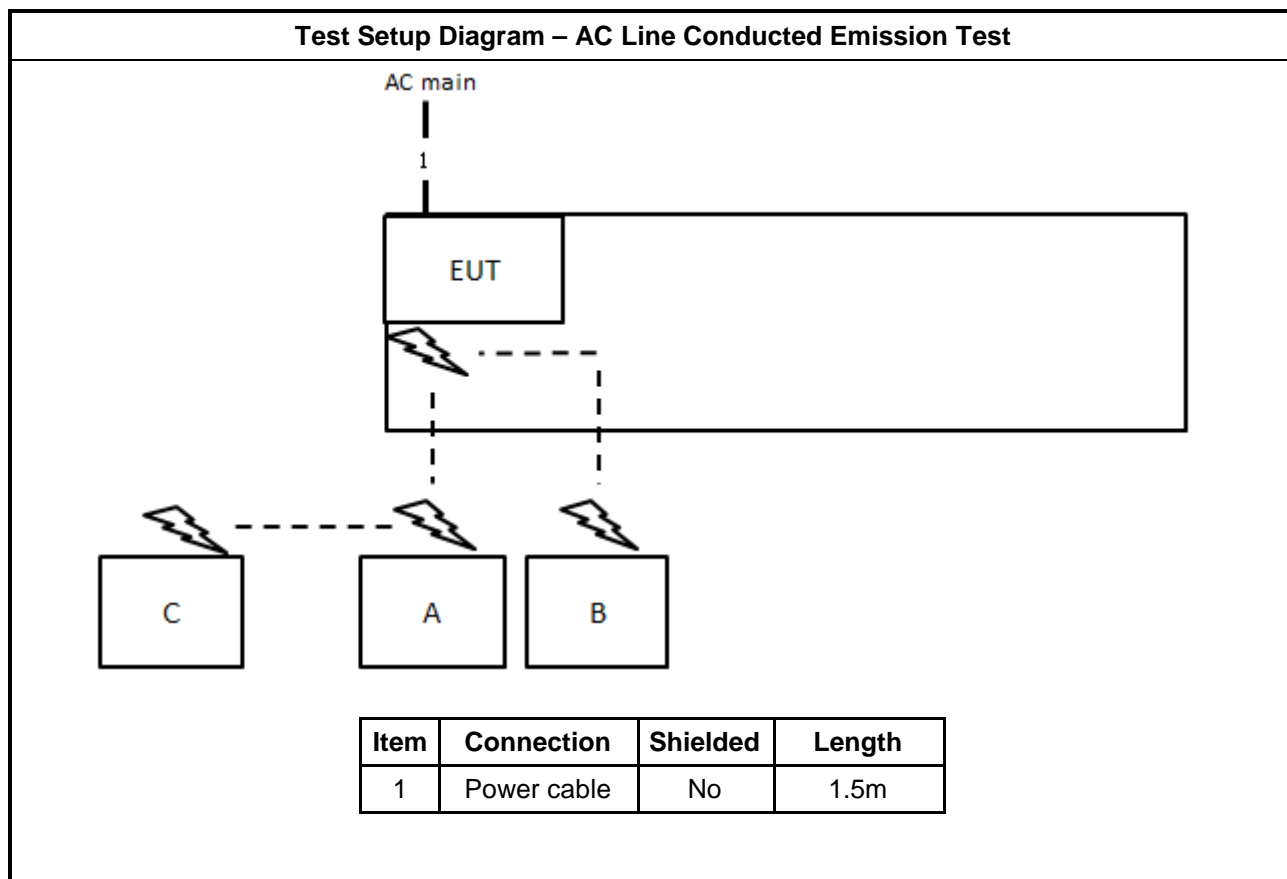 Test Setup Diagram – AC Line Conducted Emission Test
AC main
1
EUT
C
A
B
Item Connection Shielded Length
1 Power cable No 1.5m